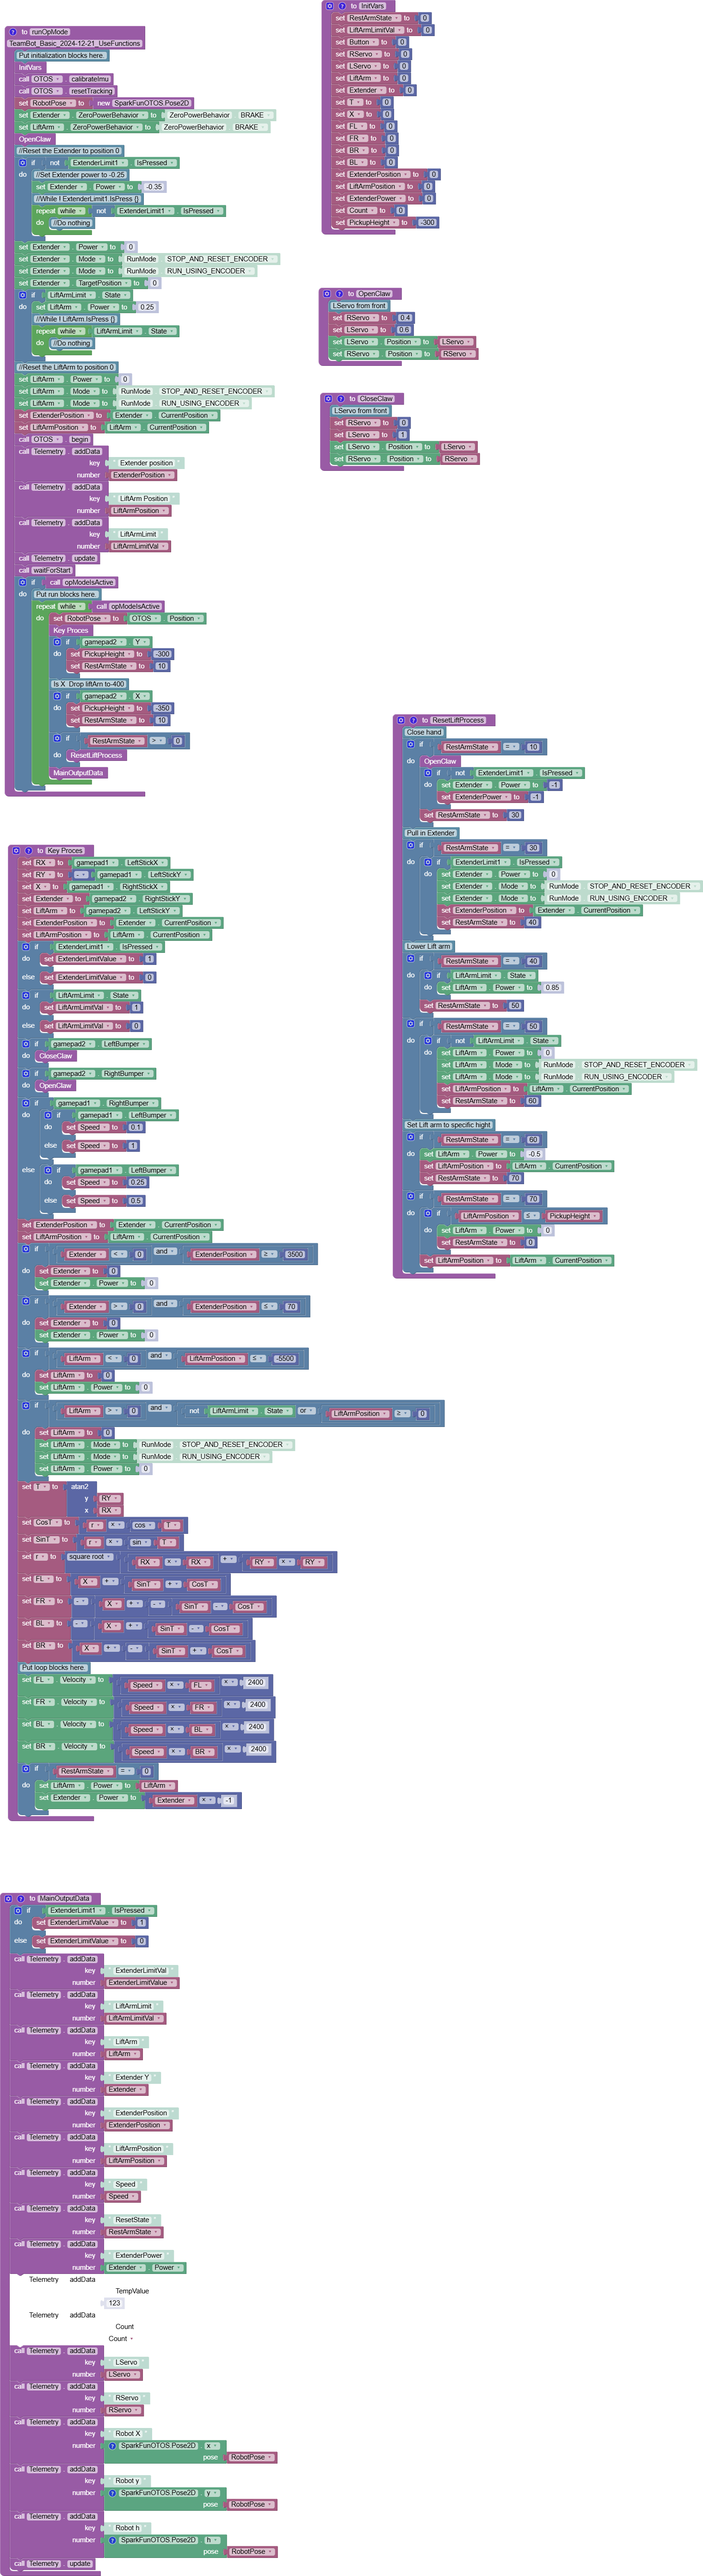 to runOpMode
TeamBot_Basic_2024-12-21_UseFunctions
Put initialization blocks here.
InitVars
call OTOS . calibrateImu
call OTOS . resetTracking
set RobotPose to new SparkFunOTOS.Pose2D
set Extender . ZeroPowerBehavior to ZeroPowerBehavior BRAKE
set LiftArm . ZeroPowerBehavior to ZeroPowerBehavior BRAKE
OpenClaw
//Reset the Extender to position 0
if not ExtenderLimit1 . IsPressed
do //Set Extender power to -0.25
set Extender . Power to -0.35
//While ! ExtenderLimit1.IsPress {}
repeat while not ExtenderLimit1 . IsPressed
do //Do nothing
set Extender . Power to 0
set Extender . Mode to RunMode STOP_AND_RESET_ENCODER
set Extender . Mode to RunMode RUN_USING_ENCODER
set Extender . TargetPosition to 0
if LiftArmLimit . State
do set LiftArm . Power to 0.25
//While ! LiftArm.IsPress {}
repeat while LiftArmLimit . State
do //Do nothing
//Reset the LiftArm to position 0
set LiftArm . Power to 0
set LiftArm . Mode to RunMode STOP_AND_RESET_ENCODER
set LiftArm . Mode to RunMode RUN_USING_ENCODER
set ExtenderPosition to Extender . CurrentPosition
set LiftArmPosition to LiftArm . CurrentPosition
call OTOS . begin
call Telemetry . addData
key " Extender position "
number ExtenderPosition
call Telemetry . addData
key " LiftArm Position "
number LiftArmPosition
call Telemetry . addData
key " LiftArmLimit "
number LiftArmLimitVal
call Telemetry . update
call waitForStart
if call opModeIsActive
do Put run blocks here.
repeat while call opModeIsActive
do set RobotPose to OTOS . Position
Key Proces
if gamepad2 . Y
do set PickupHeight to -300
set RestArmState to 10
Is X Drop liftArn to-400
if gamepad2 . X
do set PickupHeight to -350
set RestArmState to 10
if RestArmState > 0
do ResetLiftProcess
MainOutputData
to InitVars
set RestArmState to 0
set LiftArmLimitVal to 0
set Button to 0
set RServo to 0
set LServo to 0
set LiftArm to 0
set Extender to 0
set T to 0
set X to 0
set FL to 0
set FR to 0
set BR to 0
set BL to 0
set ExtenderPosition to 0
set LiftArmPosition to 0
set ExtenderPower to 0
set Count to 0
set PickupHeight to -300
to OpenClaw
LServo from front
set RServo to 0.4
set LServo to 0.6
set LServo . Position to LServo
set RServo . Position to RServo
to CloseClaw
LServo from front
set RServo to 0
set LServo to 1
set LServo . Position to LServo
set RServo . Position to RServo
to ResetLiftProcess
Close hand
if RestArmState = 10
do OpenClaw
if not ExtenderLimit1 . IsPressed
do set Extender . Power to -1
set ExtenderPower to -1
set RestArmState to 30
Pull in Extender
if RestArmState = 30
do if ExtenderLimit1 . IsPressed
do set Extender . Power to 0
set Extender . Mode to RunMode STOP_AND_RESET_ENCODER
set Extender . Mode to RunMode RUN_USING_ENCODER
set ExtenderPosition to Extender . CurrentPosition
set RestArmState to 40
Lower Lift arm
if RestArmState = 40
do if LiftArmLimit . State
do set LiftArm . Power to 0.85
set RestArmState to 50
if RestArmState = 50
do if not LiftArmLimit . State
do set LiftArm . Power to 0
set LiftArm . Mode to RunMode STOP_AND_RESET_ENCODER
set LiftArm . Mode to RunMode RUN_USING_ENCODER
set LiftArmPosition to LiftArm . CurrentPosition
set RestArmState to 60
Set Lift arm to specific hight
if RestArmState = 60
do set LiftArm . Power to -0.5
set LiftArmPosition to LiftArm . CurrentPosition
set RestArmState to 70
if RestArmState = 70
do if LiftArmPosition ≤ PickupHeight
do set LiftArm . Power to 0
set RestArmState to 0
set LiftArmPosition to LiftArm . CurrentPosition
to Key Proces
set RX to gamepad1 . LeftStickX
set RY to - gamepad1 . LeftStickY
set X to gamepad1 . RightStickX
set Extender to gamepad2 . RightStickY
set LiftArm to gamepad2 . LeftStickY
set ExtenderPosition to Extender . CurrentPosition
set LiftArmPosition to LiftArm . CurrentPosition
if ExtenderLimit1 . IsPressed
do set ExtenderLimitValue to 1
else set ExtenderLimitValue to 0
if LiftArmLimit . State
do set LiftArmLimitVal to 1
else set LiftArmLimitVal to 0
if gamepad2 . LeftBumper
do CloseClaw
if gamepad2 . RightBumper
do OpenClaw
if gamepad1 . RightBumper
do if gamepad1 . LeftBumper
do set Speed to 0.1
else set Speed to 1
else if gamepad1 . LeftBumper
do set Speed to 0.25
else set Speed to 0.5
set ExtenderPosition to Extender . CurrentPosition
set LiftArmPosition to LiftArm . CurrentPosition
if Extender < 0 and ExtenderPosition ≥ 3500
do set Extender to 0
set Extender . Power to 0
if Extender > 0 and ExtenderPosition ≤ 70
do set Extender to 0
set Extender . Power to 0
if LiftArm < 0 and LiftArmPosition ≤ -5500
do set LiftArm to 0
set LiftArm . Power to 0
if LiftArm > 0 and not LiftArmLimit . State or LiftArmPosition ≥ 0
do set LiftArm to 0
set LiftArm . Mode to RunMode STOP_AND_RESET_ENCODER
set LiftArm . Mode to RunMode RUN_USING_ENCODER
set LiftArm . Power to 0
set T to atan2
y RY
x RX
set CosT to r × cos T
set SinT to r × sin T
set r to square root RX × RX + RY × RY
set FL to X + SinT + CosT
set FR to - X + - SinT - CosT
set BL to - X + SinT - CosT
set BR to X + - SinT + CosT
Put loop blocks here.
set FL . Velocity to Speed × FL × 2400
set FR . Velocity to Speed × FR × 2400
set BL . Velocity to Speed × BL × 2400
set BR . Velocity to Speed × BR × 2400
if RestArmState = 0
do set LiftArm . Power to LiftArm
set Extender . Power to Extender × -1
to MainOutputData
if ExtenderLimit1 . IsPressed
do set ExtenderLimitValue to 1
else set ExtenderLimitValue to 0
call Telemetry . addData
key " ExtenderLimitVal "
number ExtenderLimitValue
call Telemetry . addData
key " LiftArmLimit "
number LiftArmLimitVal
call Telemetry . addData
key " LiftArm "
number LiftArm
call Telemetry . addData
key " Extender Y "
number Extender
call Telemetry . addData
key " ExtenderPosition "
number ExtenderPosition
call Telemetry . addData
key " LiftArmPosition "
number LiftArmPosition
call Telemetry . addData
key " Speed "
number Speed
call Telemetry . addData
key " ResetState "
number RestArmState
call Telemetry . addData
key " ExtenderPower "
number Extender . Power
Telemetry addData
TempValue
123
Telemetry addData
Count
Count
call Telemetry . addData
key " LServo "
number LServo
call Telemetry . addData
key " RServo "
number RServo
call Telemetry . addData
key " Robot X "
number SparkFunOTOS.Pose2D . x
pose RobotPose
call Telemetry . addData
key " Robot y "
number SparkFunOTOS.Pose2D . y
pose RobotPose
call Telemetry . addData
key " Robot h "
number SparkFunOTOS.Pose2D . h
pose RobotPose
call Telemetry . update